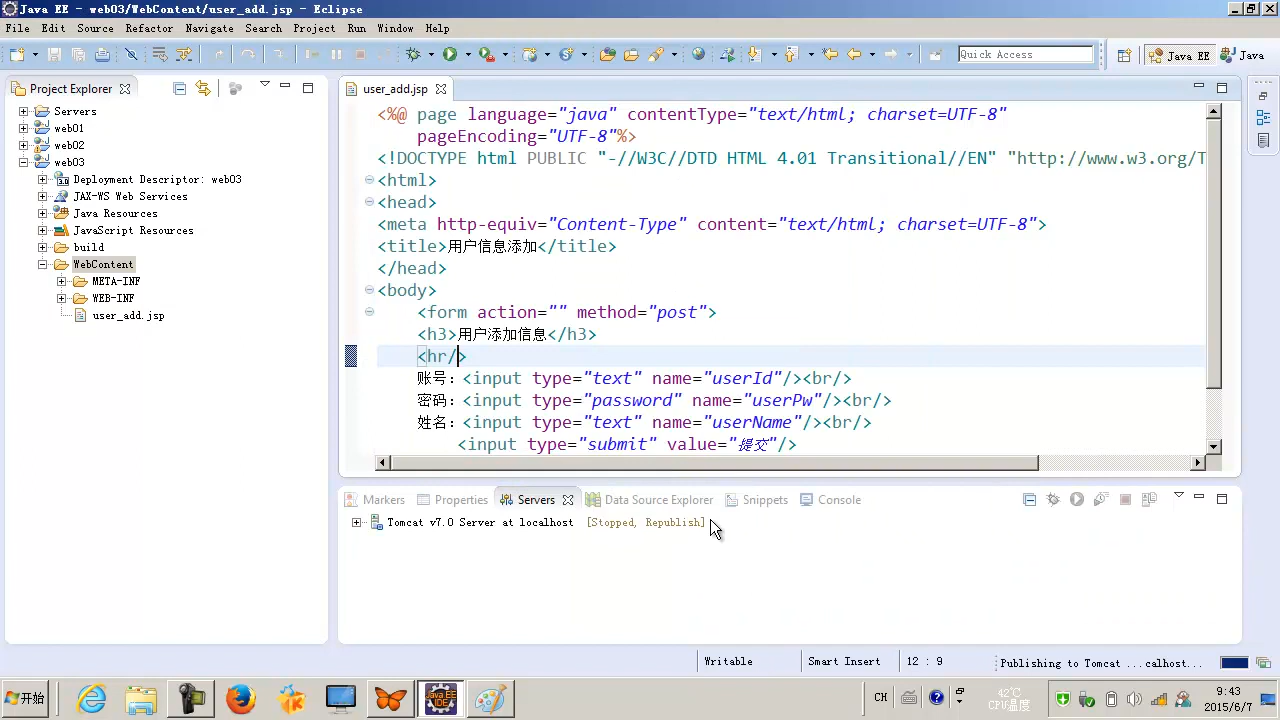 Java EE - web03/WebContent/user_add.jsp - Eclipse
File Edit Source Refactor Navigate Search Project Run Window Help
Quick Access
Java EE
Java
Project Explorer
Servers
web01
web02
web03
Deployment Descriptor: web03
JAX-WS Web Services
Java Resources
JavaScript Resources
build
WebContent
META-INF
WEB-INF
user_add.jsp
user_add.jsp
<%@ page language="java" contentType="text/html; charset=UTF-8"
pageEncoding="UTF-8"%>
<!DOCTYPE html PUBLIC "-//W3C//DTD HTML 4.01 Transitional//EN" "http://www.w3.org/T
<html>
<head>
<meta http-equiv="Content-Type" content="text/html; charset=UTF-8">
<title>用户信息添加</title>
</head>
<body>
<form action="" method="post">
<h3>用户添加信息</h3>
<hr/>
账号：<input type="text" name="userId"/><br/>
密码：<input type="password" name="userPw"/><br/>
姓名：<input type="text" name="userName"/><br/>
<input type="submit" value="提交"/>
Markers Properties Servers Data Source Explorer Snippets Console
Tomcat v7.0 Server at localhost [Stopped, Republish]
Writable Smart Insert 12 : 9 Publishing to Tomcat ...calhost...
开始
Java EE IDE
CH
42℃
CPU温度
9:43
2015/6/7